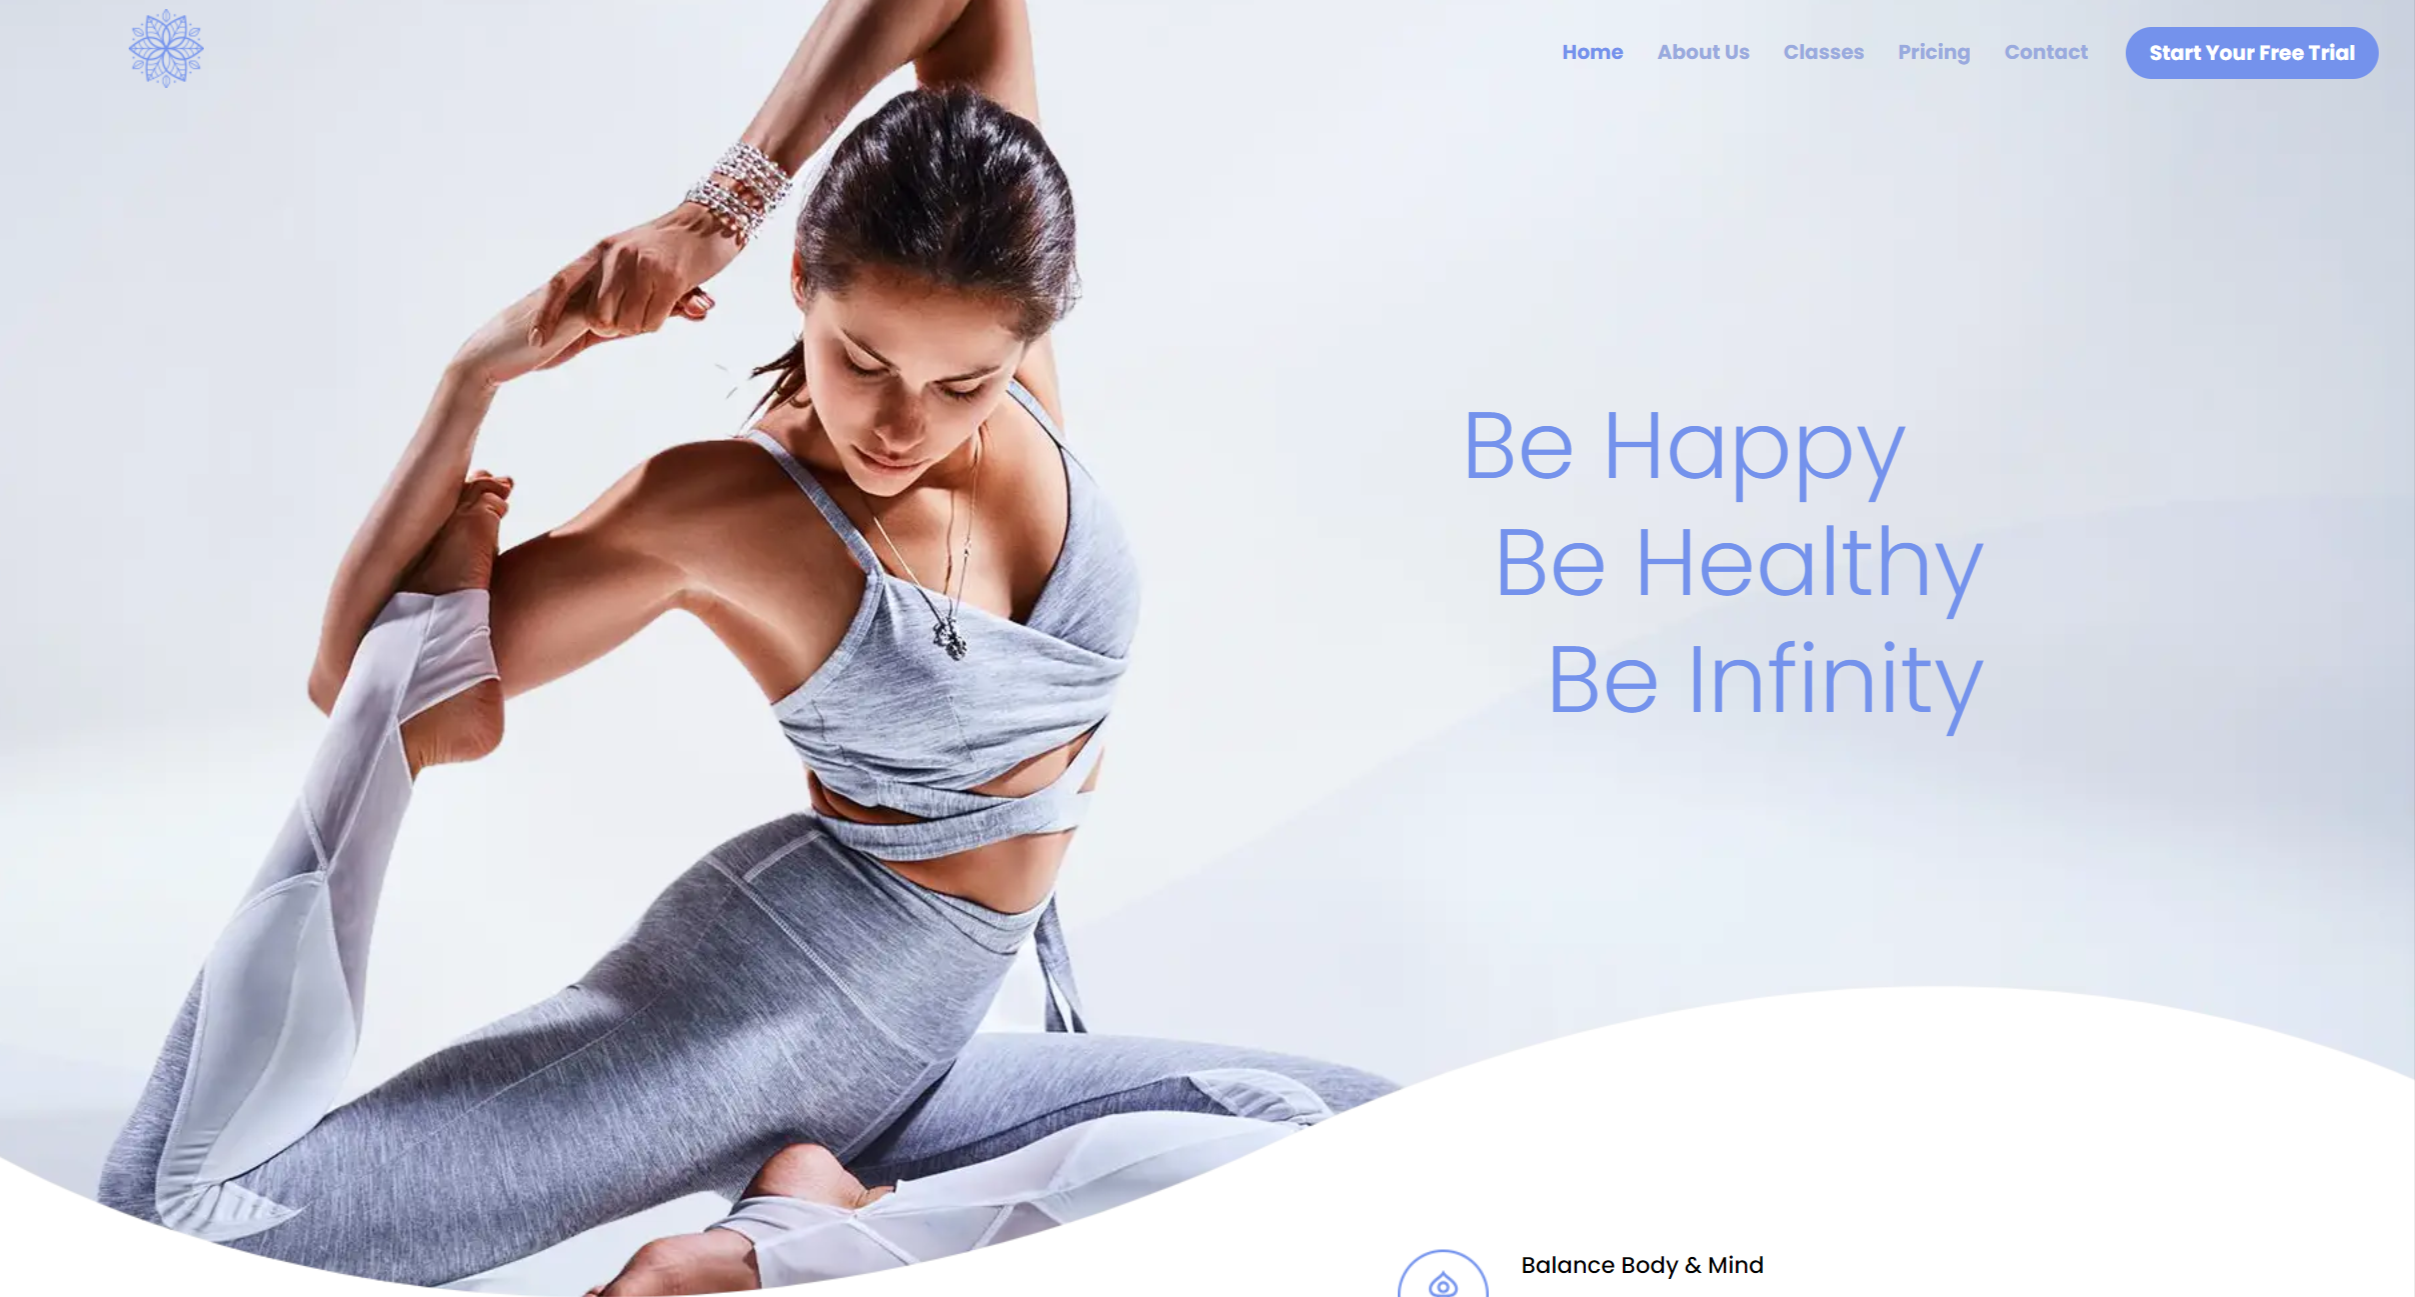 Home About Us Classes Pricing Contact Start Your Free Trial
Be Happy
Be Healthy
Be Infinity
Balance Body & Mind